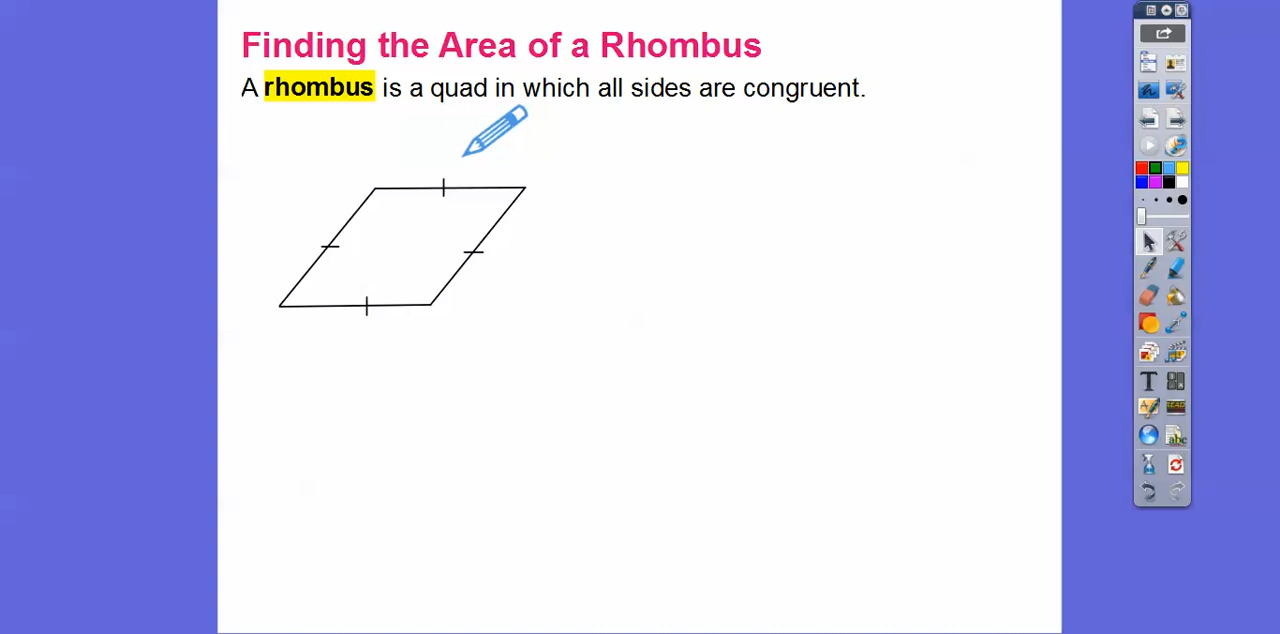 Finding the Area of a Rhombus
A rhombus is a quad in which all sides are congruent.